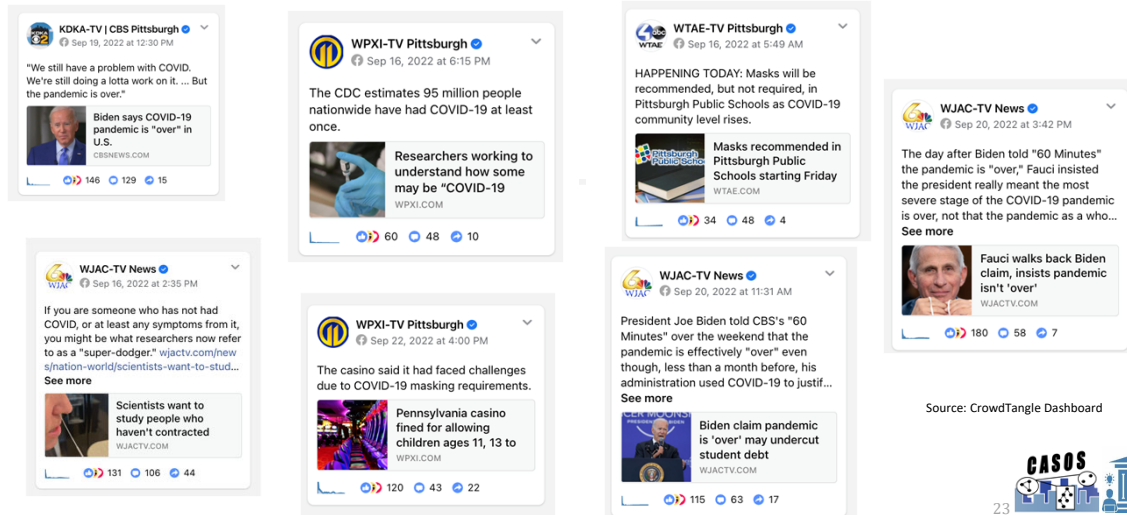 KDKA-TV | CBS Pittsburgh
Sep 19, 2022 at 12:30 PM
"We still have a problem with COVID.
We're still doing a lotta work on it. ... But
the pandemic is over."
Biden says COVID-19
pandemic is "over" in
U.S.
CBSNEWS.COM
146 129 15
WPXI-TV Pittsburgh
Sep 16, 2022 at 6:15 PM
The CDC estimates 95 million people
nationwide have had COVID-19 at least
once.
Researchers working to
understand how some
may be “COVID-19
WPXI.COM
60 48 10
WTAE-TV Pittsburgh
Sep 16, 2022 at 5:49 AM
HAPPENING TODAY: Masks will be
recommended, but not required, in
Pittsburgh Public Schools as COVID-19
community level rises.
Pittsburgh
Public Schoo
Masks recommended in
Pittsburgh Public
Schools starting Friday
WTAE.COM
34 48 4
WJAC-TV News
Sep 20, 2022 at 3:42 PM
The day after Biden told "60 Minutes"
the pandemic is "over," Fauci insisted
the president really meant the most
severe stage of the COVID-19 pandemic
is over, not that the pandemic as a who...
See more
Fauci walks back Biden
claim, insists pandemic
isn't 'over'
WJACTV.COM
180 58 7
WJAC-TV News
Sep 16, 2022 at 2:35 PM
If you are someone who has not had
COVID, or at least any symptoms from it,
you might be what researchers now refer
to as a "super-dodger." wjactv.com/new
s/nation-world/scientists-want-to-stud...
See more
Scientists want to
study people who
haven't contracted
WJACTV.COM
131 106 44
WPXI-TV Pittsburgh
Sep 22, 2022 at 4:00 PM
The casino said it had faced challenges
due to COVID-19 masking requirements.
Pennsylvania casino
fined for allowing
children ages 11, 13 to
WPXI.COM
120 43 22
WJAC-TV News
Sep 20, 2022 at 11:31 AM
President Joe Biden told CBS's "60
Minutes" over the weekend that the
pandemic is effectively "over" even
though, less than a month before, his
administration used COVID-19 to justif...
See more
CER MOONS
Biden claim pandemic
is 'over' may undercut
student debt
WJACTV.COM
115 63 17
Source: CrowdTangle Dashboard
CASOS
23